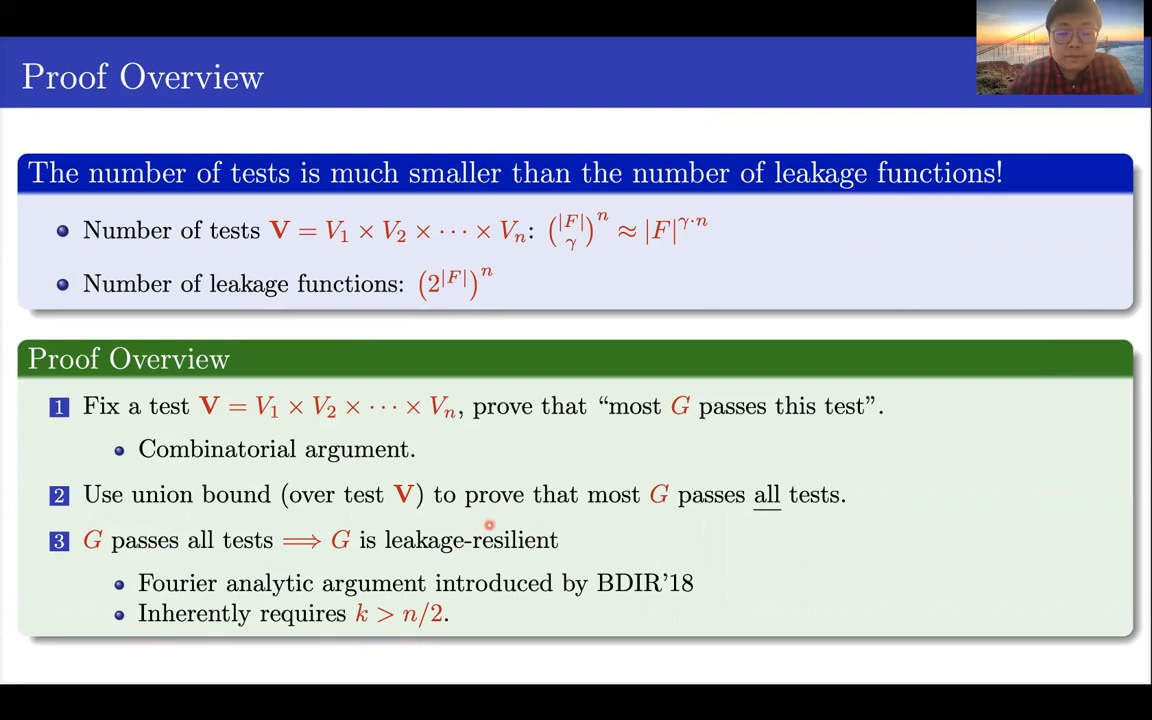 Proof Overview
The number of tests is much smaller than the number of leakage functions!
Number of tests V = V₁ × V₂ × ⋯ × Vₙ: (|F| γ)ⁿ ≈ |F|^{γ·n}
Number of leakage functions: (2^{|F|})ⁿ
Proof Overview
1 Fix a test V = V₁ × V₂ × ⋯ × Vₙ, prove that “most G passes this test”.
Combinatorial argument.
2 Use union bound (over test V) to prove that most G passes all tests.
3 G passes all tests ⟹ G is leakage-resilient
Fourier analytic argument introduced by BDIR’18
Inherently requires k > n/2.